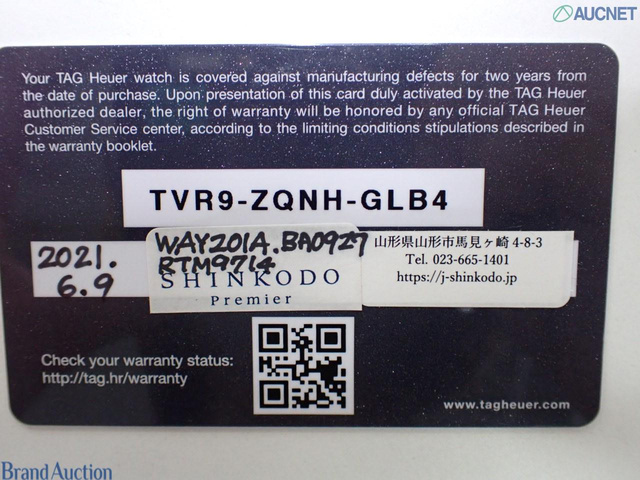 AUCNET
Your TAG Heuer watch is covered against manufacturing defects for two years from
the date of purchase. Upon presentation of this card duly activated by the TAG Heuer
authorized dealer, the right of warranty will be honored by any official TAG Heuer
Customer Service center, according to the limiting conditions stipulations described in
the warranty booklet.
TVR9-ZQNH-GLB4
2021.
6.9
WAY201A.BA0927
RTM9714
SHINKODO
Premier
山形県山形市馬見ヶ崎 4-8-3
Tel. 023-665-1401
https://j-shinkodo.jp
Check your warranty status:
http://tag.hr/warranty
www.tagheuer.com
Brand Auction